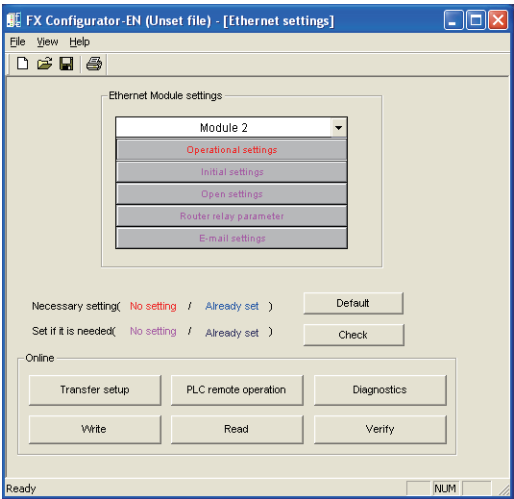 FX Configurator-EN (Unset file) - [Ethernet settings]
File View Help
Ethernet Module settings
Module 2
Operational settings
Initial settings
Open settings
Router relay parameter
E-mail settings
Necessary setting( No setting / Already set )
Default
Set if it is needed( No setting / Already set )
Check
Online
Transfer setup
PLC remote operation
Diagnostics
Write
Read
Verify
Ready
NUM